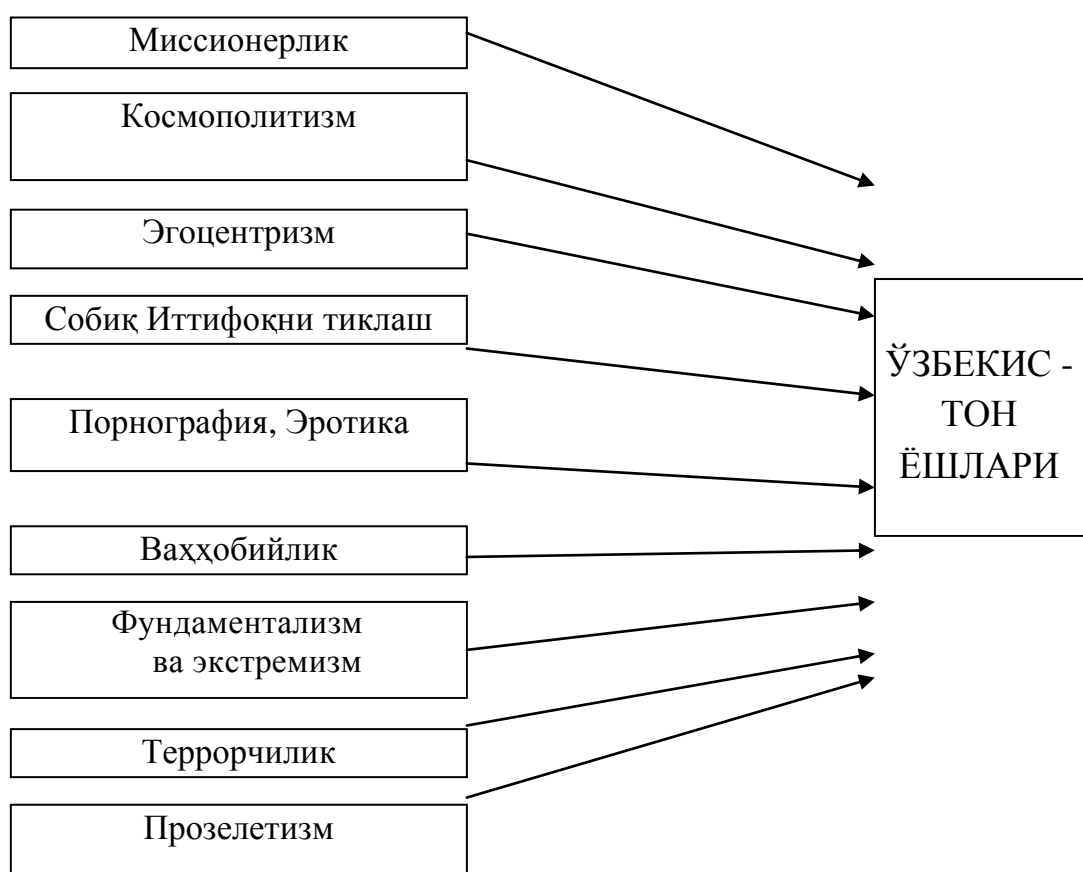 Миссионерлик
Космополитизм
Эгоцентризм
Собиқ Иттифоқни тиклаш
Порнография, Эротика
Ваҳҳобийлик
Фундаментализм
ва экстремизм
Террорчилик
Прозелетизм
ЎЗБЕКИС -
ТОН
ЁШЛАРИ